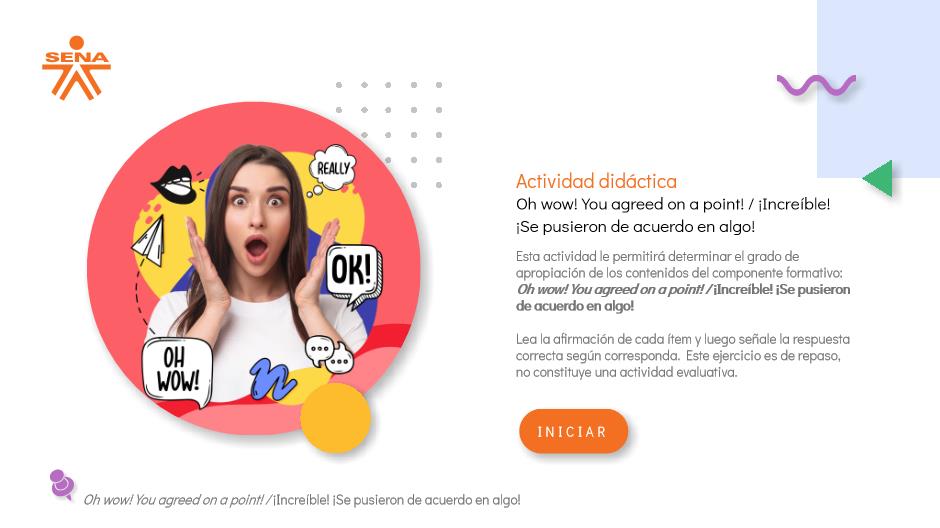 SENA
REALLY
OK!
OH
WOW!
Actividad didáctica
Oh wow! You agreed on a point! / ¡Increíble!
¡Se pusieron de acuerdo en algo!
Esta actividad le permitirá determinar el grado de
apropiación de los contenidos del componente formativo:
Oh wow! You agreed on a point! / ¡Increíble! ¡Se pusieron
de acuerdo en algo!
Lea la afirmación de cada ítem y luego señale la respuesta
correcta según corresponda. Este ejercicio es de repaso,
no constituye una actividad evaluativa.
INICIAR
Oh wow! You agreed on a point! / ¡Increíble! ¡Se pusieron de acuerdo en algo!